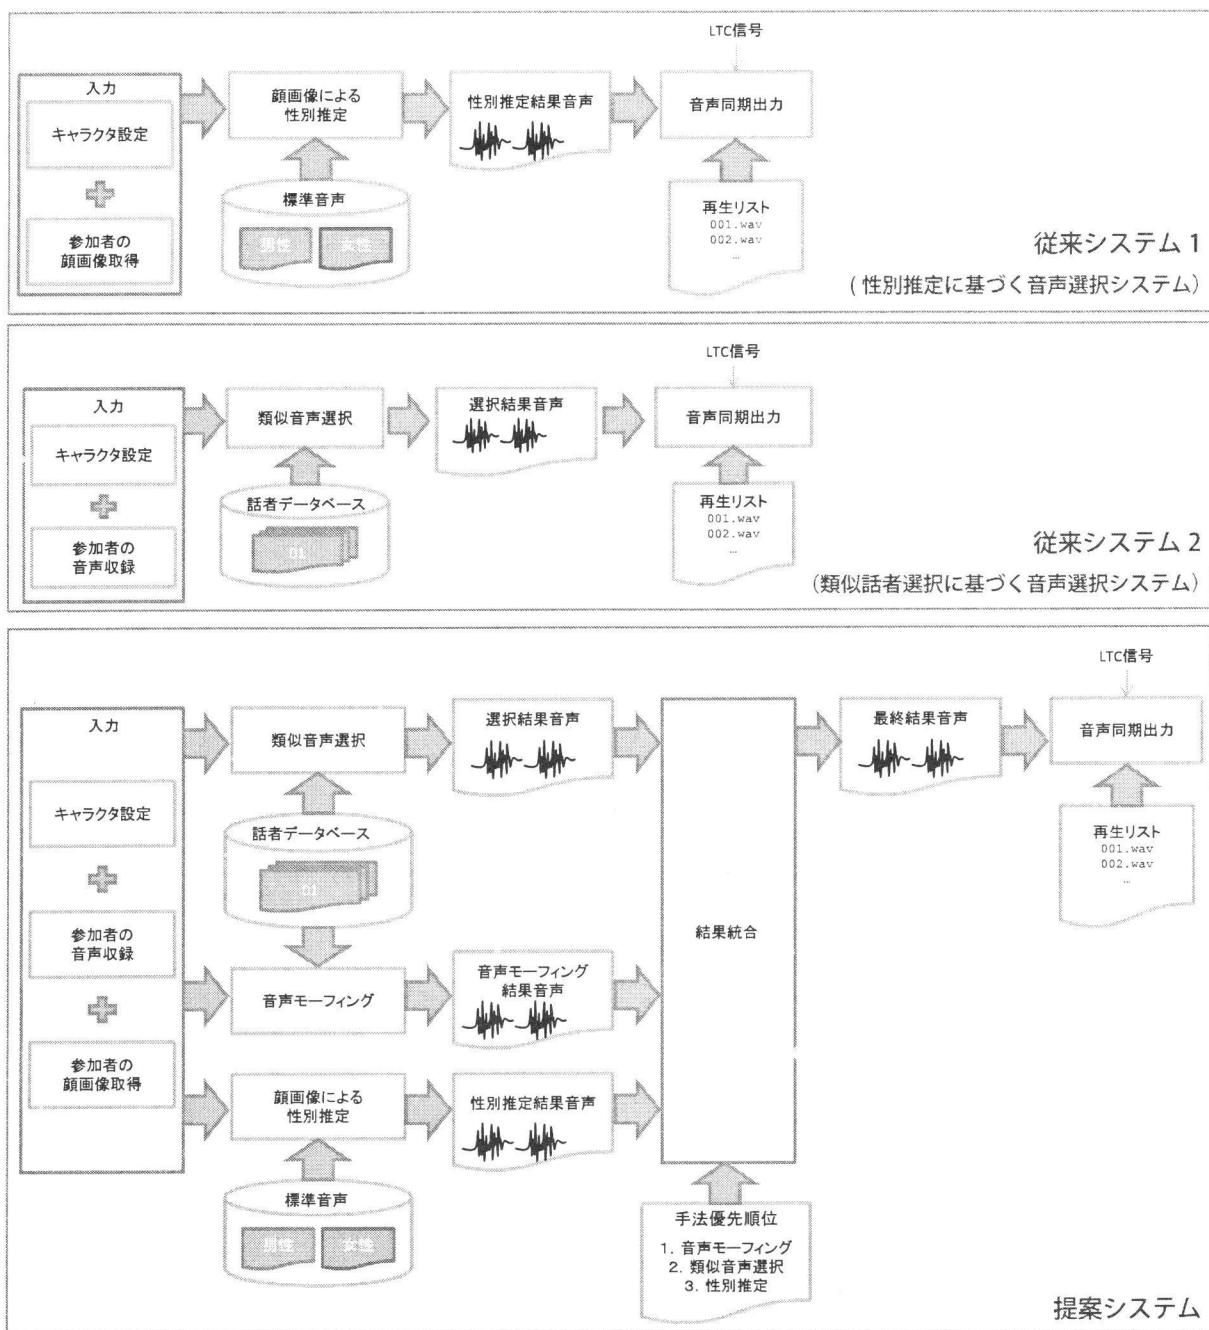 LTC信号
入力
キャラクタ設定
参加者の
顔画像取得
顔画像による
性別推定
標準音声
男性
女性
性別推定結果音声
音声同期出力
再生リスト
001.wav
002.wav
...
従来システム 1
( 性別推定に基づく音声選択システム)
LTC信号
入力
キャラクタ設定
参加者の
音声収録
類似音声選択
話者データベース
01
選択結果音声
音声同期出力
再生リスト
001.wav
002.wav
...
従来システム 2
(類似話者選択に基づく音声選択システム)
LTC信号
入力
キャラクタ設定
参加者の
音声収録
参加者の
顔画像取得
類似音声選択
話者データベース
01
音声モーフィング
顔画像による
性別推定
標準音声
男性
女性
選択結果音声
音声モーフィング
結果音声
性別推定結果音声
結果統合
手法優先順位
1. 音声モーフィング
2. 類似音声選択
3. 性別推定
最終結果音声
音声同期出力
再生リスト
001.wav
002.wav
...
提案システム